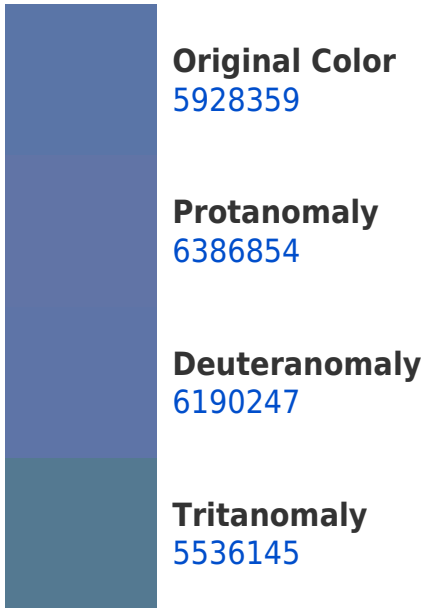 Original Color
5928359
Protanomaly
6386854
Deuteranomaly
6190247
Tritanomaly
5536145